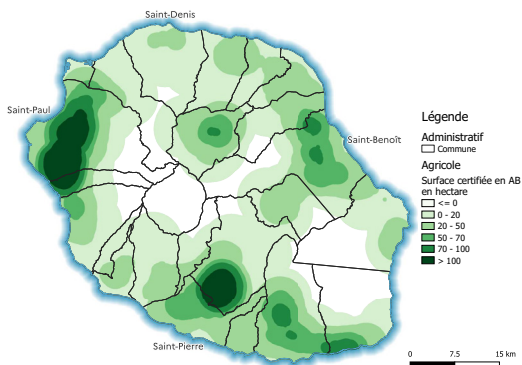 Saint-Denis
Saint-Paul
Saint-Benoît
Saint-Pierre
Légende
Administratif
Commune
Agricole
Surface certifiée en AB
en hectare
<= 0
0 - 20
20 - 50
50 - 70
70 - 100
> 100
0 7.5 15 km